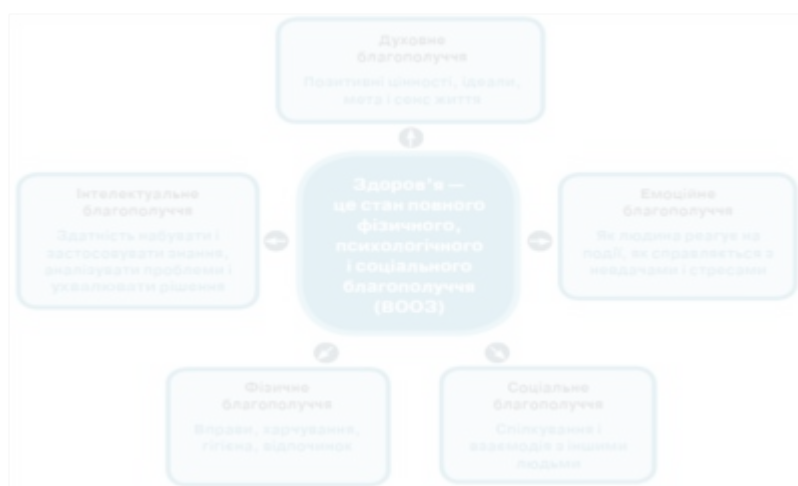 Духовне
благополуччя
Позитивні цінності, ідеали,
мета і сенс життя
Інтелектуальне
благополуччя
Здатність набувати і
застосовувати знання,
аналізувати проблеми і
ухвалювати рішення
Здоров'я —
це стан повного
фізичного,
психологічного
і соціального
благополуччя
(ВООЗ)
Емоційне
благополуччя
Як людина реагує на
події, як справляється з
невдачами і стресами
Фізичне
благополуччя
Вправи, харчування,
гігієна, відпочинок
Соціальне
благополуччя
Спілкування і
взаємодія з іншими
людьми